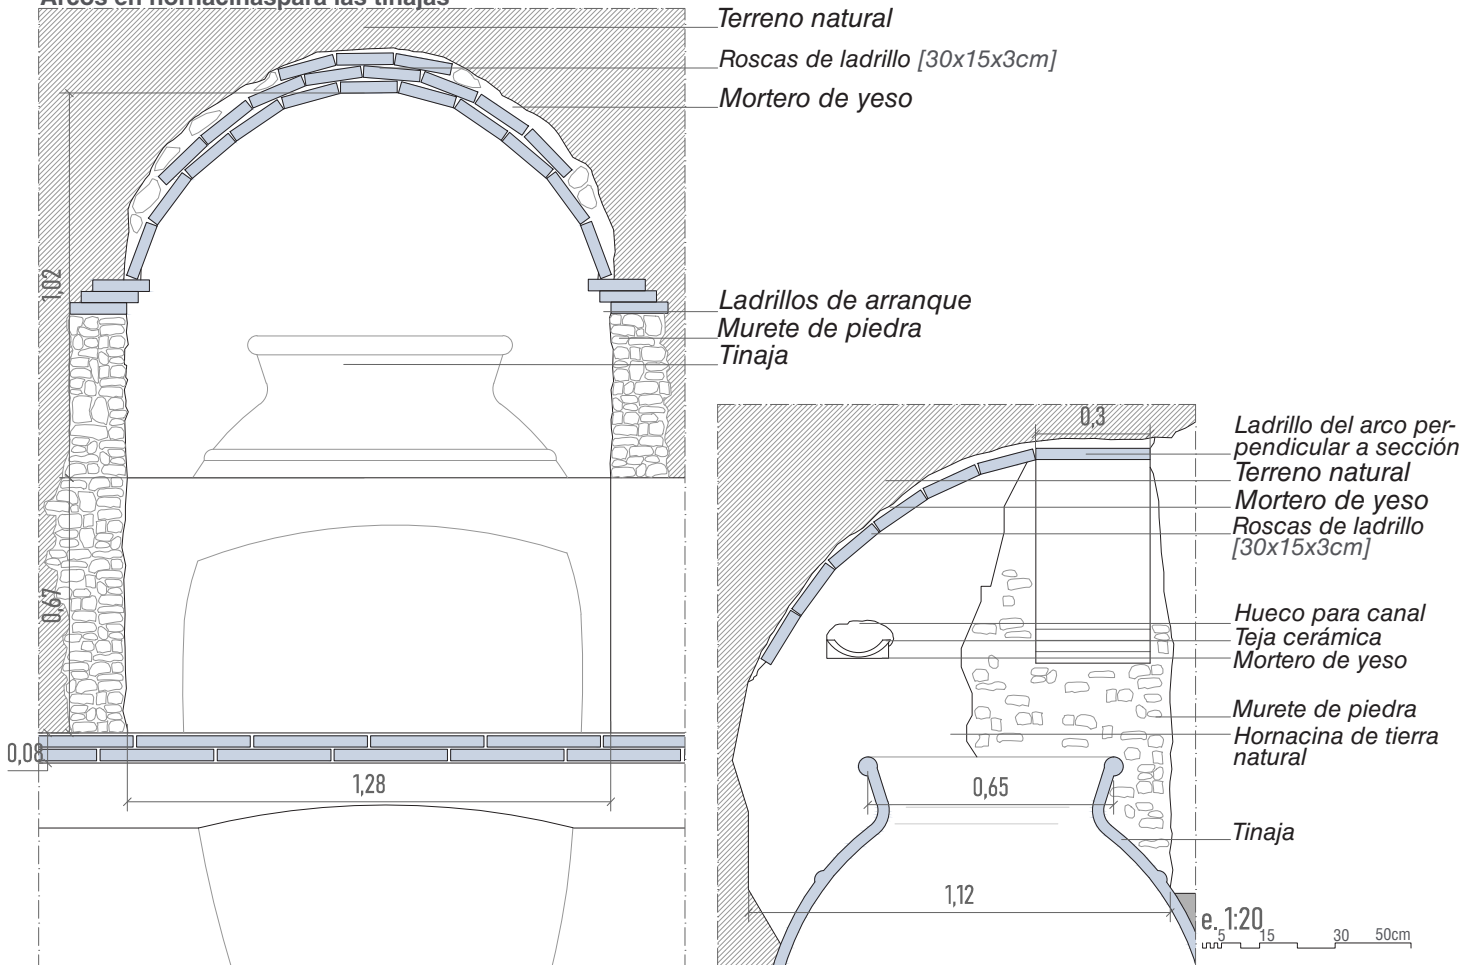 Arcos en hornacinaspara las tinajas
Terreno natural
Roscas de ladrillo [30x15x3cm]
Mortero de yeso
1,02
Ladrillos de arranque
Murete de piedra
Tinaja
0,67
0,08
1,28
0,3
Ladrillo del arco per-
pendicular a sección
Terreno natural
Mortero de yeso
Roscas de ladrillo
[30x15x3cm]
Hueco para canal
Teja cerámica
Mortero de yeso
Murete de piedra
Hornacina de tierra
natural
0,65
Tinaja
1,12
e. 1:20
5 15 30 50cm